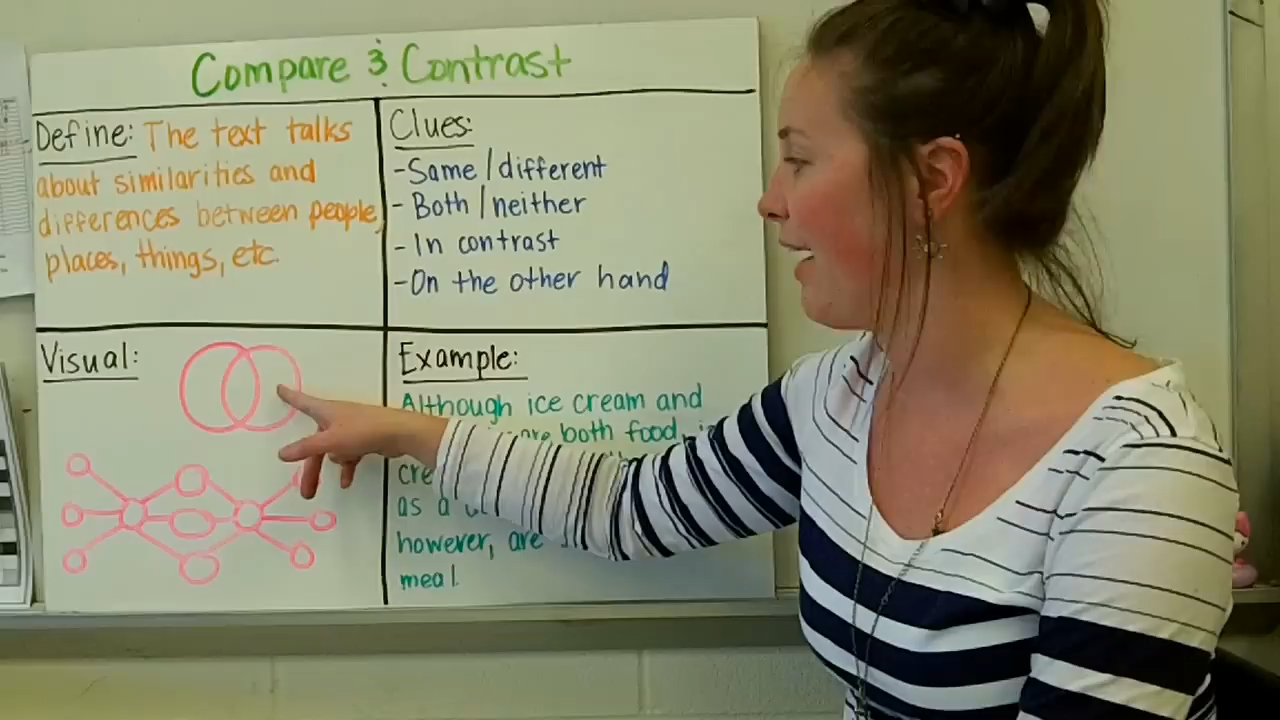 Compare & Contrast
Define: The text talks
about similarities and
differences between people,
places, things, etc.
Clues:
-Same/different
-Both/neither
-In contrast
-On the other hand
Visual:
Example:
Although ice cream and
are both food, i
cre
as a
however, are
meal.